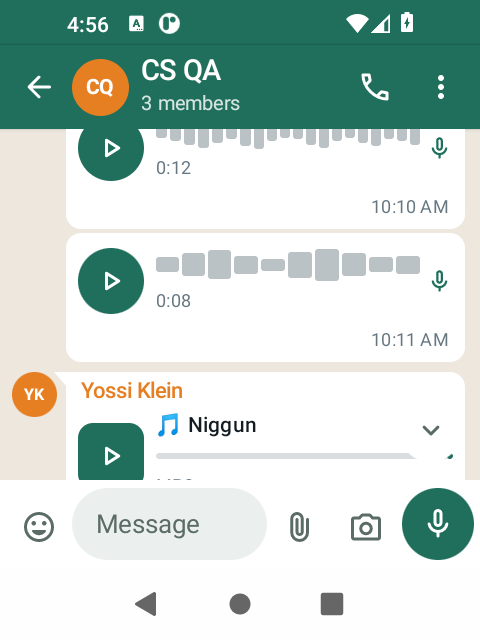 4:56
CQ
CS QA
3 members
0:12
10:10 AM
0:08
10:11 AM
YK
Yossi Klein
🎵 Niggun
Message